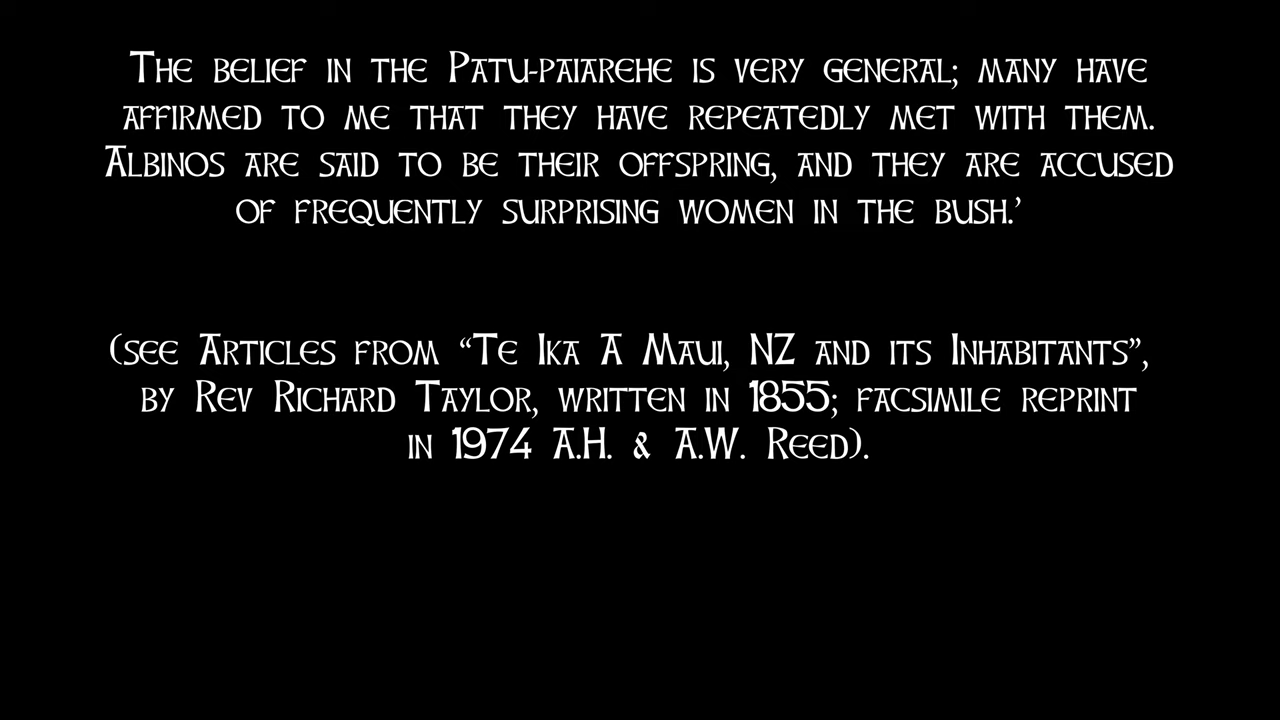 The belief in the Patu-paiarehe is very general; many have
affirmed to me that they have repeatedly met with them.
Albinos are said to be their offspring, and they are accused
of frequently surprising women in the bush.’
(see Articles from “Te Ika A Maui, NZ and its Inhabitants”,
by Rev Richard Taylor, written in 1855; facsimile reprint
in 1974 A.H. & A.W. Reed).